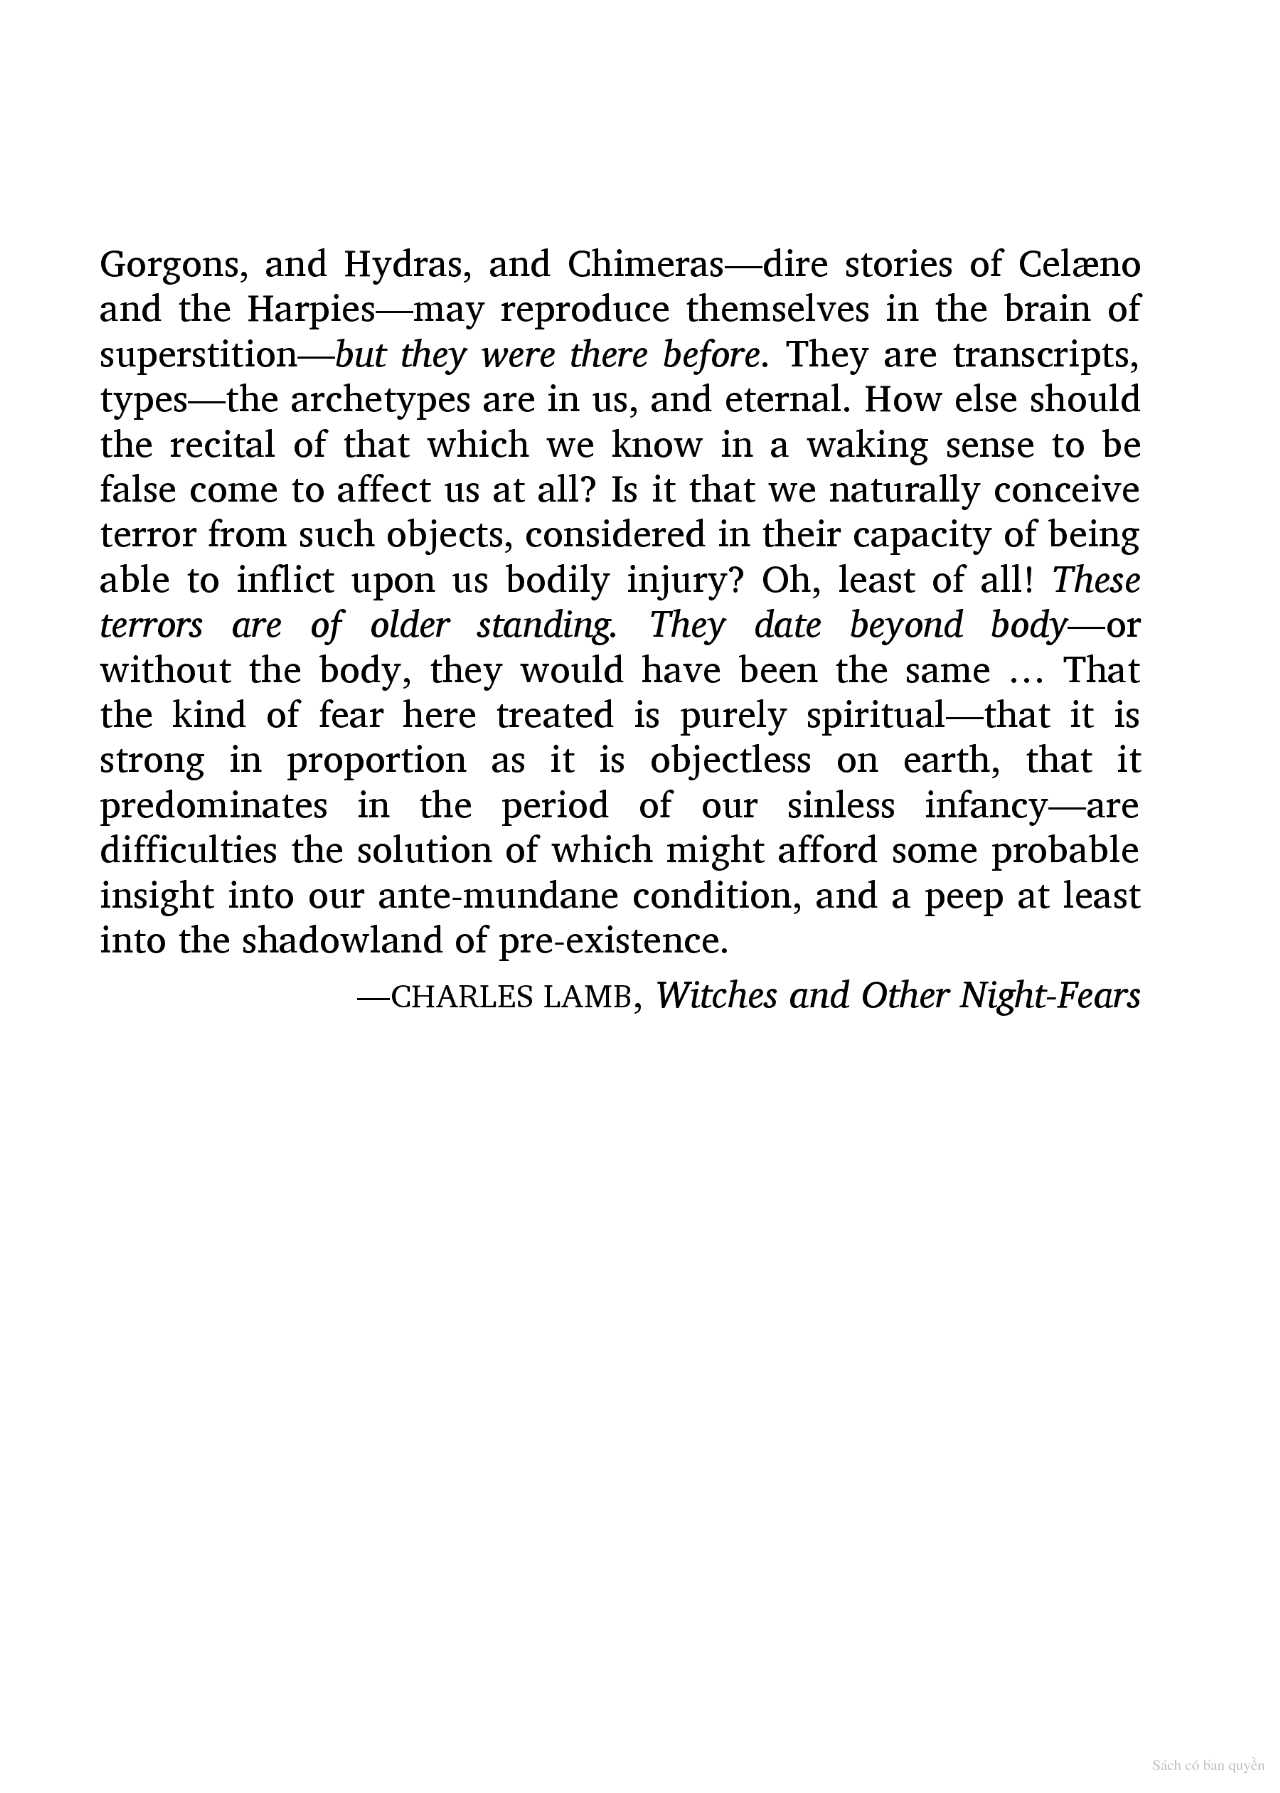 Gorgons, and Hydras, and Chimeras—dire stories of Celæno
and the Harpies—may reproduce themselves in the brain of
superstition—but they were there before. They are transcripts,
types—the archetypes are in us, and eternal. How else should
the recital of that which we know in a waking sense to be
false come to affect us at all? Is it that we naturally conceive
terror from such objects, considered in their capacity of being
able to inflict upon us bodily injury? Oh, least of all! These
terrors are of older standing. They date beyond body—or
without the body, they would have been the same … That
the kind of fear here treated is purely spiritual—that it is
strong in proportion as it is objectless on earth, that it
predominates in the period of our sinless infancy—are
difficulties the solution of which might afford some probable
insight into our ante-mundane condition, and a peep at least
into the shadowland of pre-existence.
—CHARLES LAMB, Witches and Other Night-Fears
Sách có bản quyền